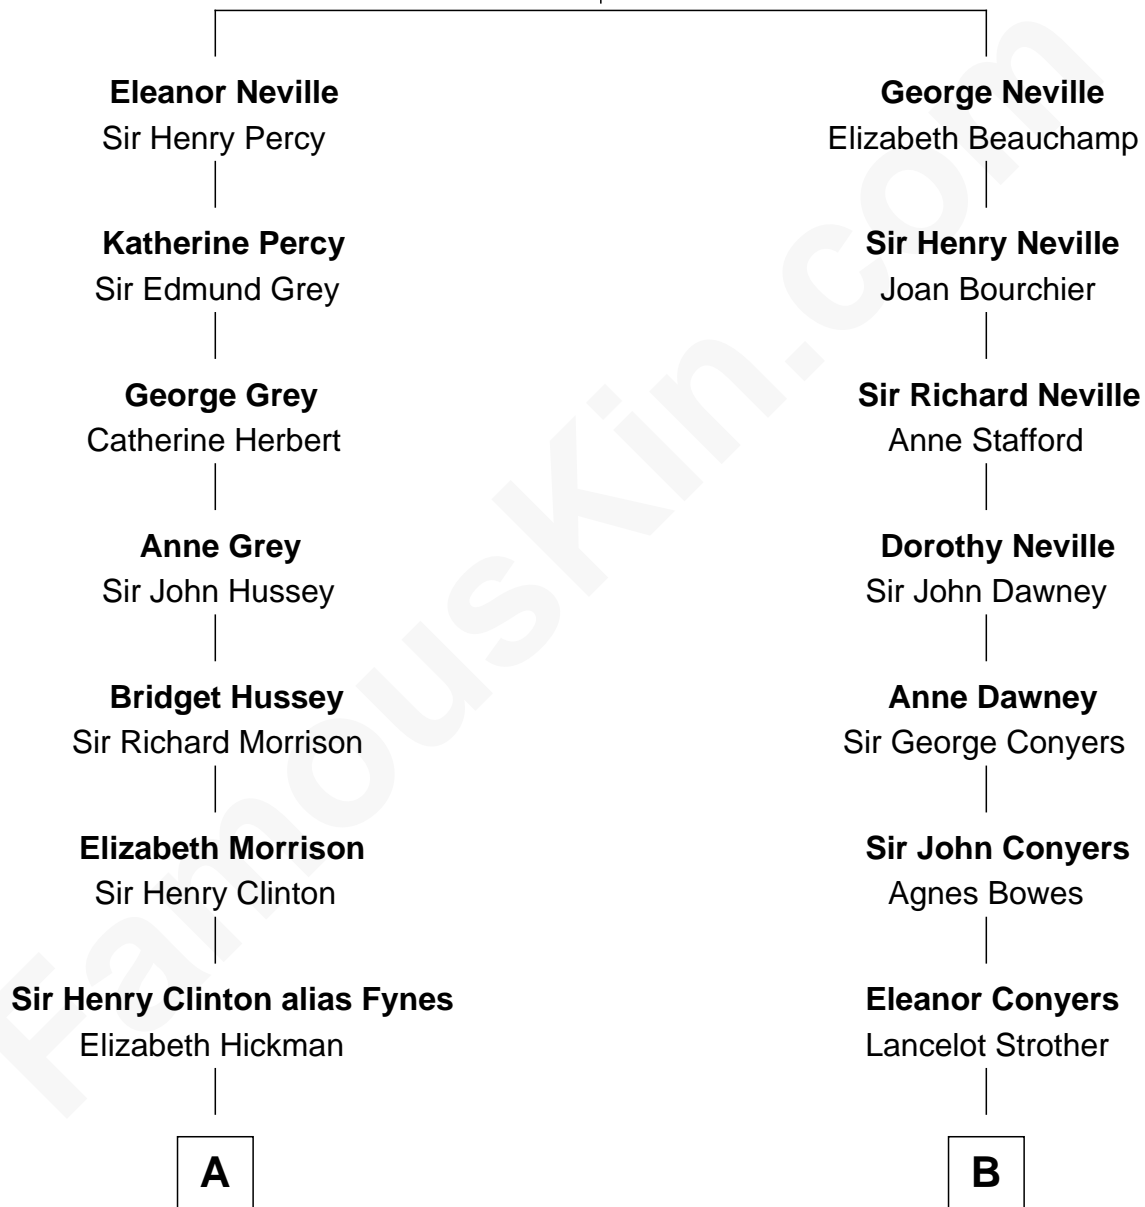 Eleanor Neville
Sir Henry Percy
George Neville
Elizabeth Beauchamp
Katherine Percy
Sir Edmund Grey
Sir Henry Neville
Joan Bourchier
George Grey
Catherine Herbert
Sir Richard Neville
Anne Stafford
Anne Grey
Sir John Hussey
Dorothy Neville
Sir John Dawney
Bridget Hussey
Sir Richard Morrison
Anne Dawney
Sir George Conyers
Elizabeth Morrison
Sir Henry Clinton
Sir John Conyers
Agnes Bowes
Sir Henry Clinton alias Fynes
Elizabeth Hickman
Eleanor Conyers
Lancelot Strother
A
B
FamousKin.com